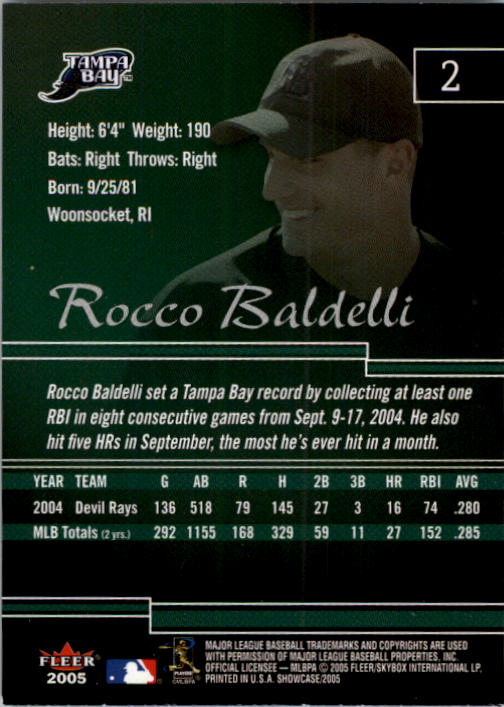 TAMPA BAY TM
2
Height: 6'4" Weight: 190
Bats: Right Throws: Right
Born: 9/25/81
Woonsocket, RI
Rocco Baldelli
Rocco Baldelli set a Tampa Bay record by collecting at least one
RBI in eight consecutive games from Sept. 9-17, 2004. He also
hit five HRs in September, the most he's ever hit in a month.
YEAR TEAM G AB R H 2B 3B HR RBI AVG
2004 Devil Rays 136 518 79 145 27 3 16 74 .280
MLB Totals (2 yrs.) 292 1155 168 329 59 11 27 152 .285
FLEER
2005
PLAYERS
©MLBPA
MAJOR LEAGUE BASEBALL TRADEMARKS AND COPYRIGHTS ARE USED
WITH PERMISSION OF MAJOR LEAGUE BASEBALL PROPERTIES, INC.
OFFICIAL LICENSEE — MLBPA © 2005 FLEER/SKYBOX INTERNATIONAL LP.
PRINTED IN U.S.A. SHOWCASE/2005